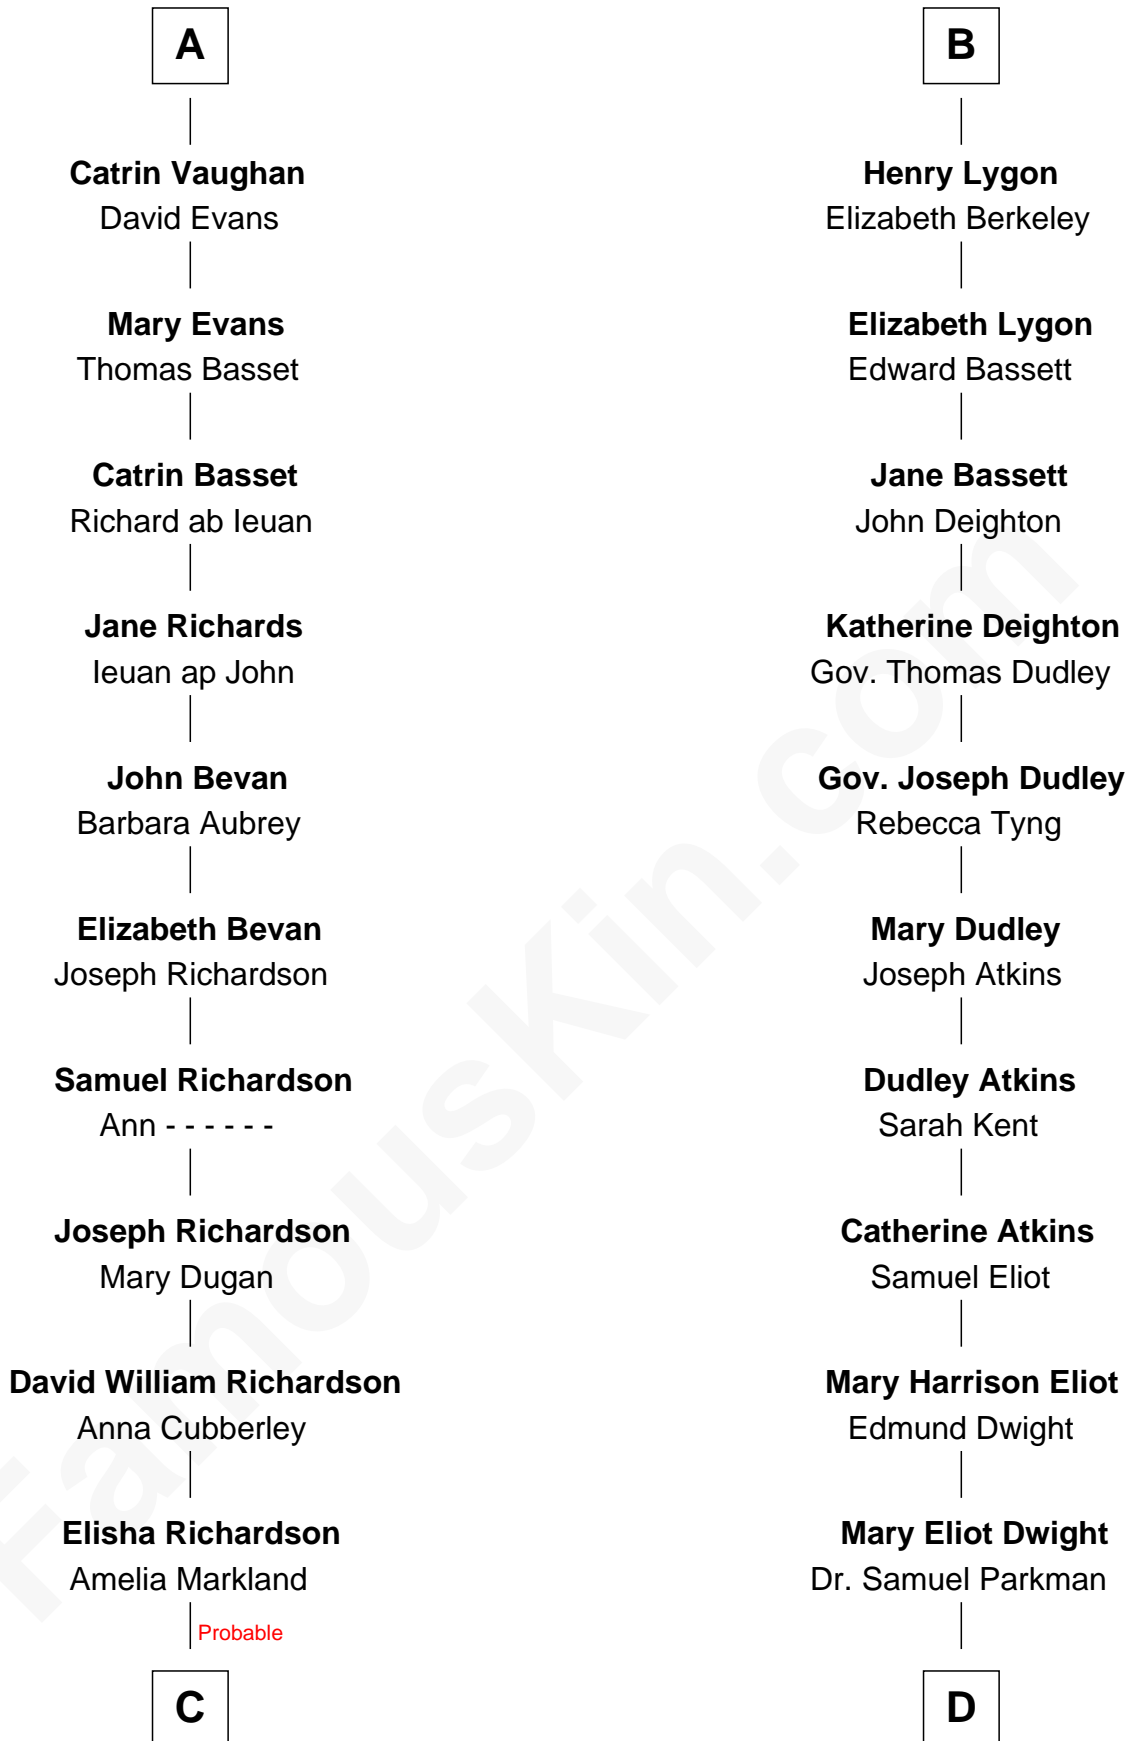 A
Catrin Vaughan
David Evans
Mary Evans
Thomas Basset
Catrin Basset
Richard ab Ieuan
Jane Richards
Ieuan ap John
John Bevan
Barbara Aubrey
Elizabeth Bevan
Joseph Richardson
Samuel Richardson
Ann - - - - - -
Joseph Richardson
Mary Dugan
David William Richardson
Anna Cubberley
Elisha Richardson
Amelia Markland
Probable
C
B
Henry Lygon
Elizabeth Berkeley
Elizabeth Lygon
Edward Bassett
Jane Bassett
John Deighton
Katherine Deighton
Gov. Thomas Dudley
Gov. Joseph Dudley
Rebecca Tyng
Mary Dudley
Joseph Atkins
Dudley Atkins
Sarah Kent
Catherine Atkins
Samuel Eliot
Mary Harrison Eliot
Edmund Dwight
Mary Eliot Dwight
Dr. Samuel Parkman
D
FamousKin.com